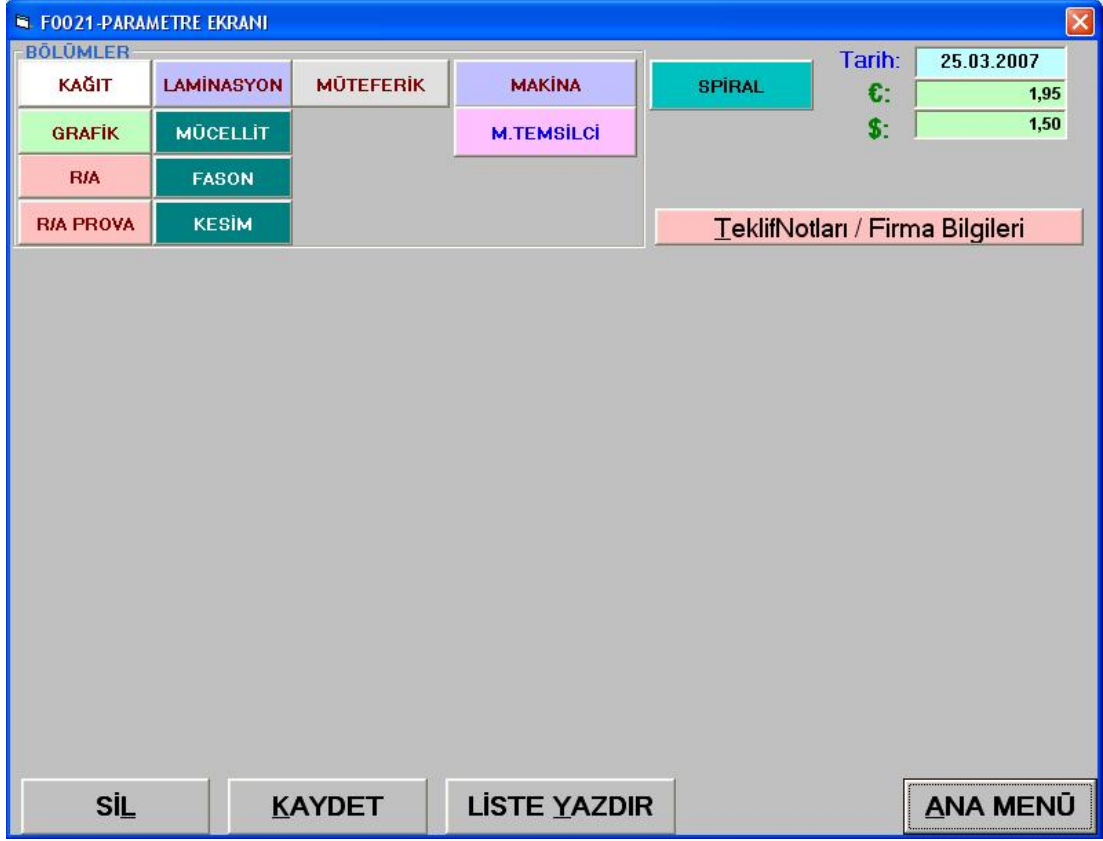 F0021-PARAMETRE EKRANI
BÖLÜMLER
KAĞIT LAMİNASYON MÜTEFERİK MAKİNA SPİRAL Tarih: 25.03.2007
€: 1,95
GRAFİK MÜCELLİT M.TEMSİLCİ $: 1,50
R/A FASON
R/A PROVA KESİM TeklifNotları / Firma Bilgileri
SİL KAYDET LİSTE YAZDIR ANA MENÜ